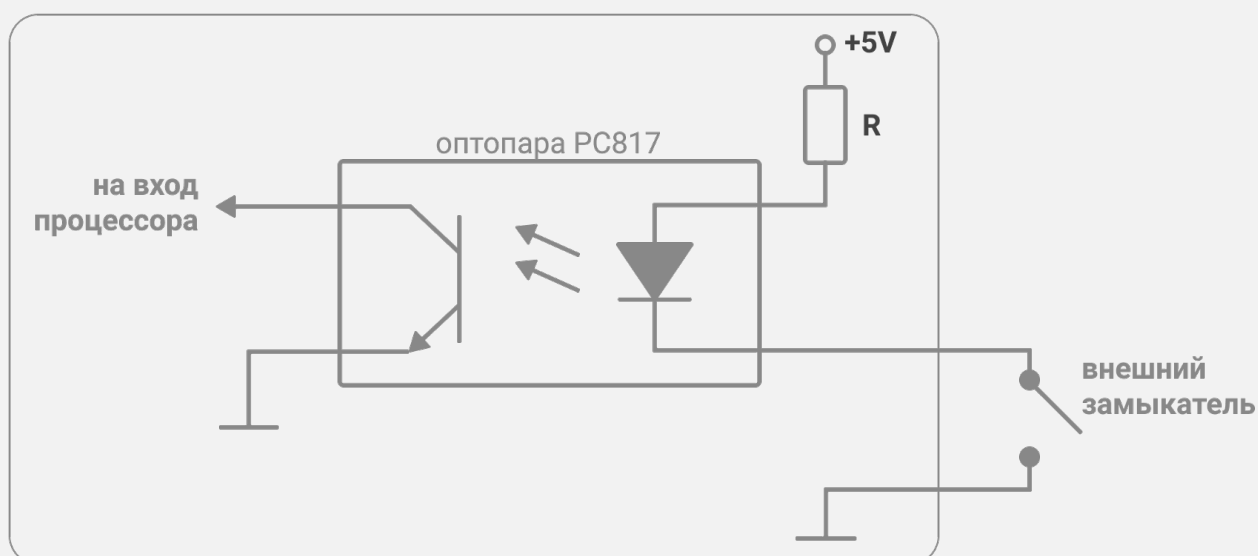 +5V
R
оптопара PC817
на вход
процессора
внешний
замыкатель